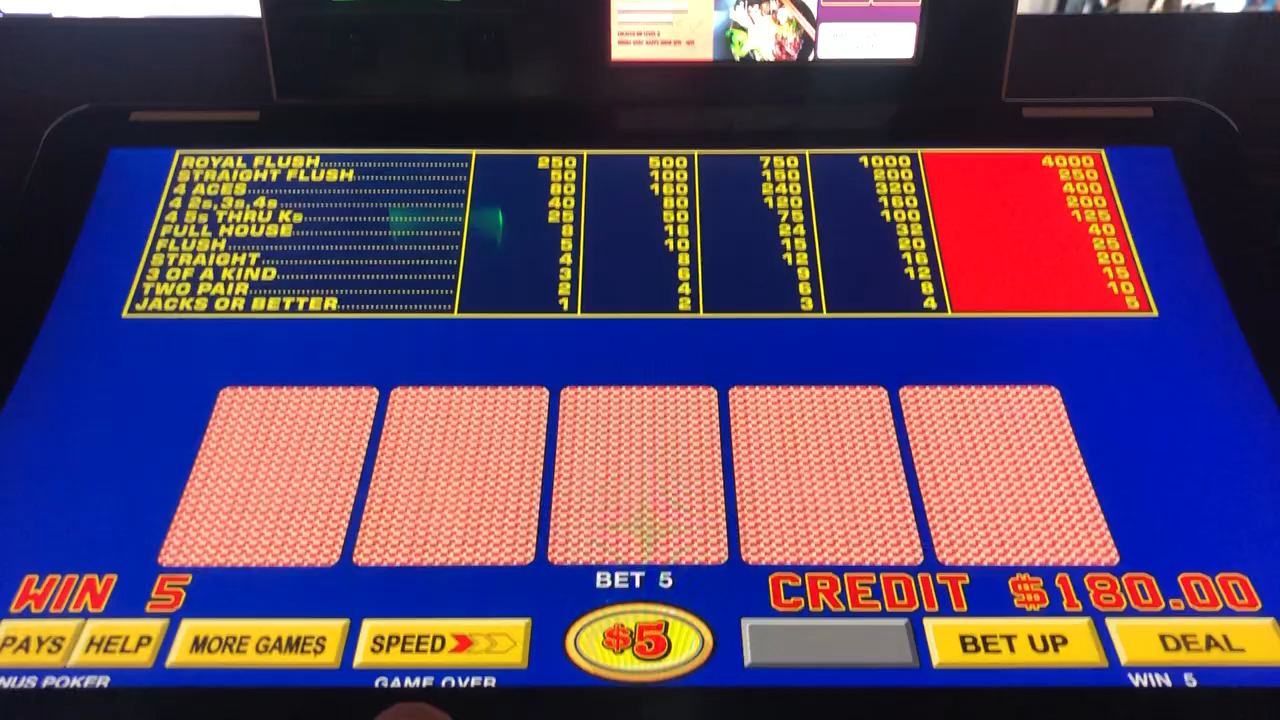 ROYAL FLUSH 250 500 750 1000 4000
STRAIGHT FLUSH 50 100 150 200 250
4 ACES 80 160 240 320 400
4 2s,3s,4s 40 80 120 160 200
4 5s THRU Ks 25 50 75 100 125
FULL HOUSE 8 16 24 32 40
FLUSH 5 10 15 20 25
STRAIGHT 4 8 12 16 20
3 OF A KIND 3 6 9 12 15
TWO PAIR 2 4 6 8 10
JACKS OR BETTER 1 2 3 4 5
WIN 5
BET 5
CREDIT $180.00
PAYS
HELP
MORE GAMES
SPEED
$5
BET UP
DEAL
NUS POKER
GAME OVER
WIN 5